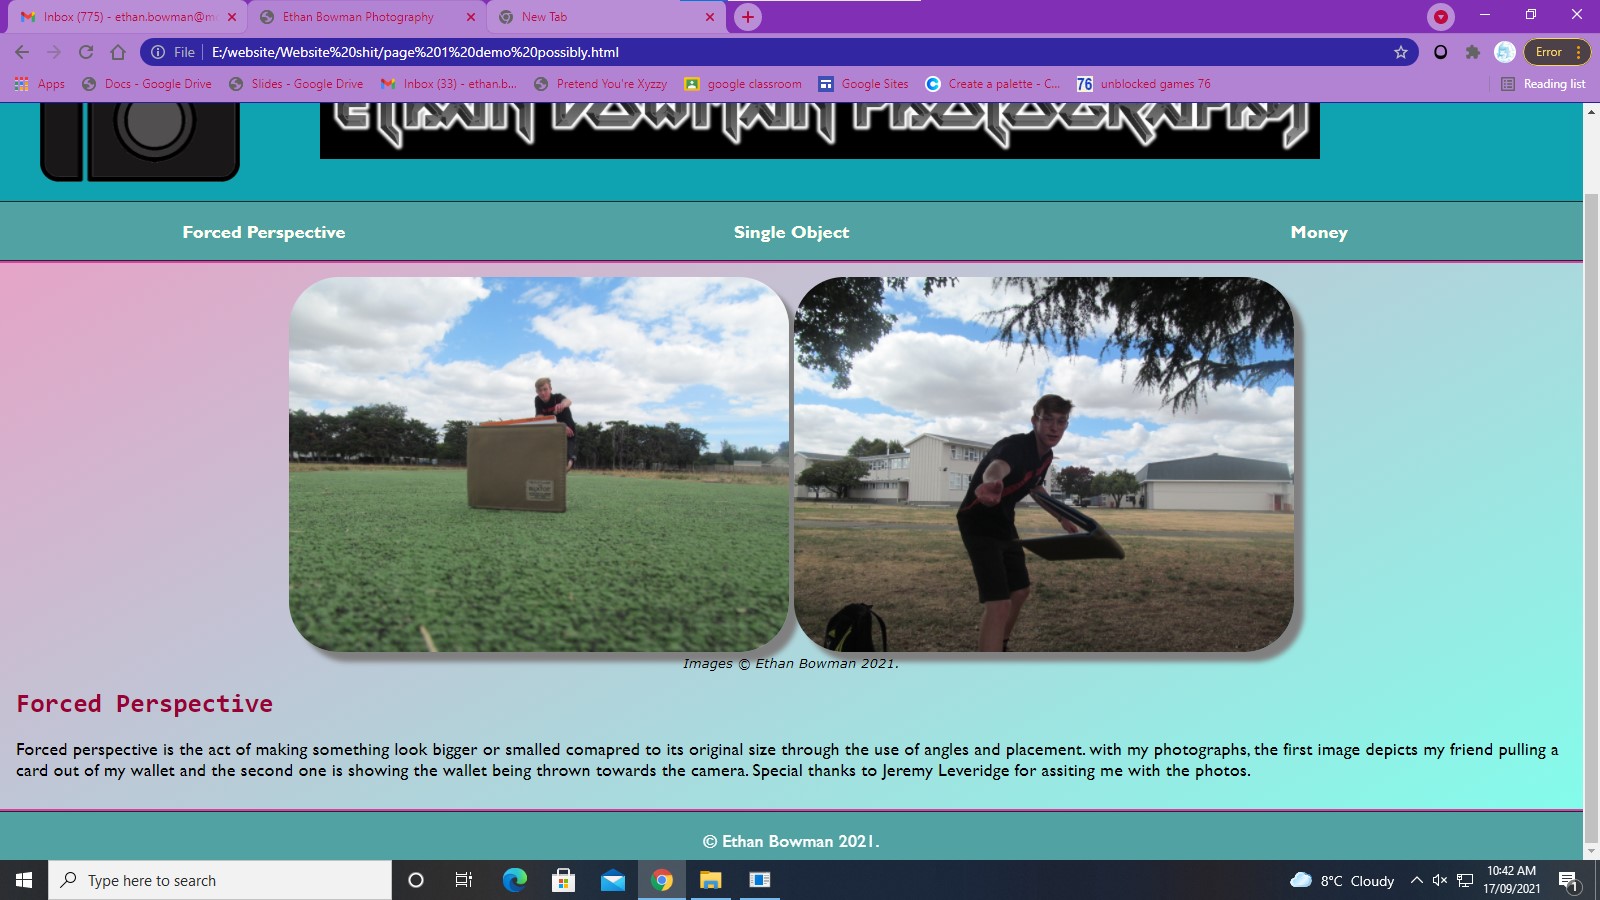 Inbox (775) - ethan.bowman@m
Ethan Bowman Photography
New Tab
File
E:/website/Website%20shit/page%201%20demo%20possibly.html
Error
Apps
Docs - Google Drive
Slides - Google Drive
Inbox (33) - ethan.b...
Pretend You're Xyzzy
google classroom
Google Sites
Create a palette - C...
76
unblocked games 76
Reading list
ETHAN BOWMAN PHOTOGRAPHY
Forced Perspective
Single Object
Money
Images © Ethan Bowman 2021.
Forced Perspective
Forced perspective is the act of making something look bigger or smalled comapred to its original size through the use of angles and placement. with my photographs, the first image depicts my friend pulling a
card out of my wallet and the second one is showing the wallet being thrown towards the camera. Special thanks to Jeremy Leveridge for assiting me with the photos.
© Ethan Bowman 2021.
Type here to search
8°C Cloudy
10:42 AM
17/09/2021
1